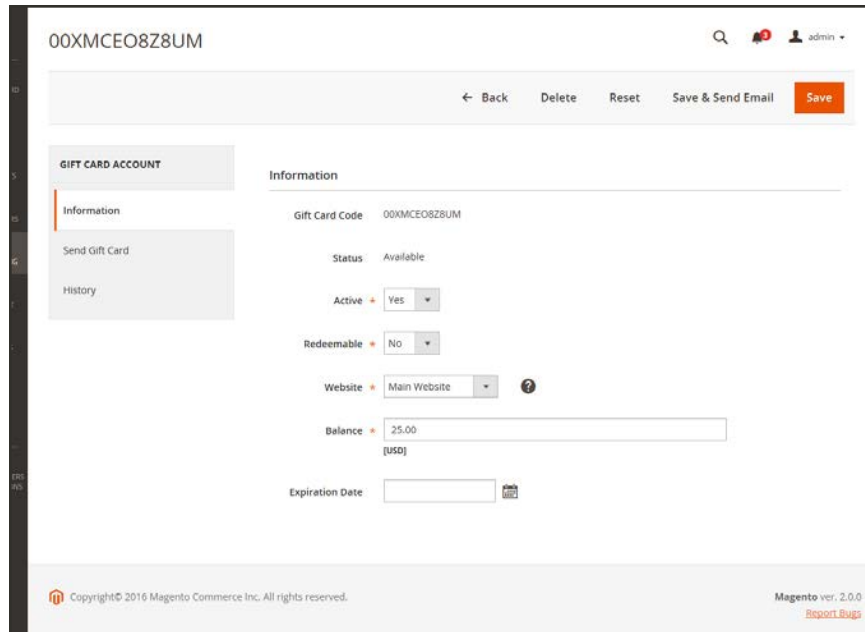 00XMCEO8Z8UM
3
admin
← Back Delete Reset Save & Send Email Save
GIFT CARD ACCOUNT
Information
Send Gift Card
History
Information
Gift Card Code 00XMCEO8Z8UM
Status Available
Active * Yes
Redeemable * No
Website * Main Website ?
Balance * 25.00
[USD]
Expiration Date
Copyright© 2016 Magento Commerce Inc. All rights reserved.
Magento ver. 2.0.0
Report Bugs